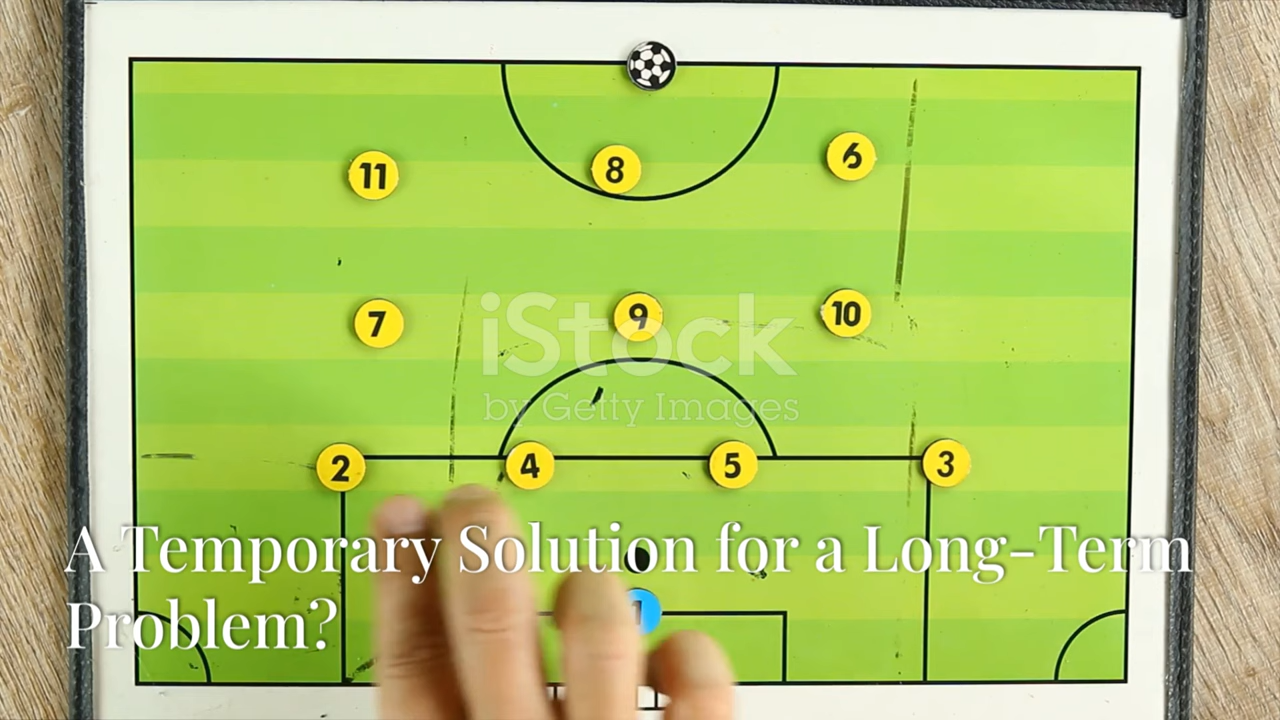 11 8 6
7 9 10
iStock
by Getty Images
2 4 5 3
A Temporary Solution for a Long-Term
Problem?
1